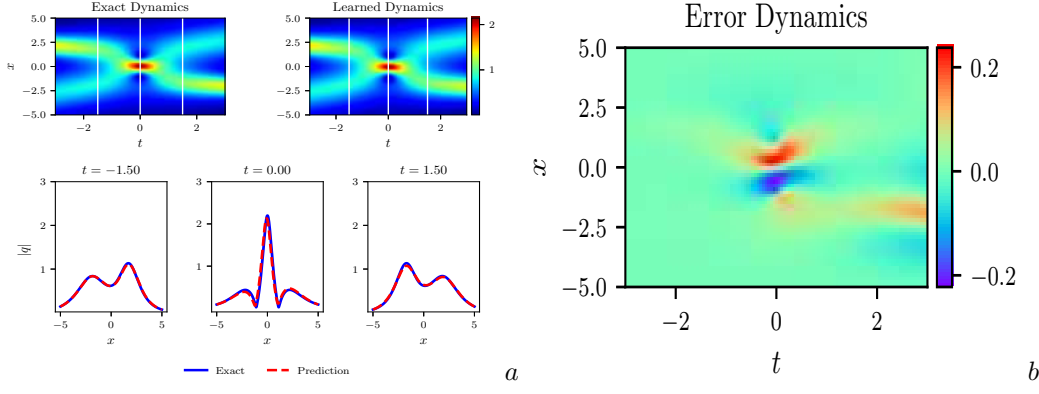 Exact Dynamics
5.0
2.5
0.0
−2.5
−5.0
x
−2 0 2
t
Learned Dynamics
5.0
2.5
0.0
−2.5
−5.0
−2 0 2
t
2
1
t = −1.50
3
2
1
|q|
−5 0 5
x
t = 0.00
3
2
1
−5 0 5
x
t = 1.50
3
2
1
−5 0 5
x
Exact Prediction
a
Error Dynamics
5.0
2.5
0.0
−2.5
−5.0
x
−2 0 2
t
0.2
0.0
−0.2
b